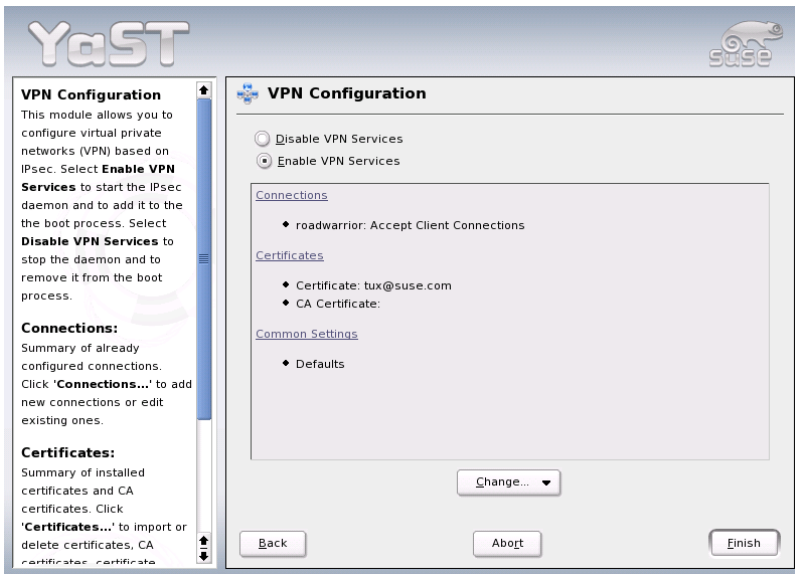 YaST
suse
VPN Configuration
This module allows you to
configure virtual private
networks (VPN) based on
IPsec. Select Enable VPN
Services to start the IPsec
daemon and to add it to the
the boot process. Select
Disable VPN Services to
stop the daemon and to
remove it from the boot
process.
Connections:
Summary of already
configured connections.
Click 'Connections...' to add
new connections or edit
existing ones.
Certificates:
Summary of installed
certificates and CA
certificates. Click
'Certificates...' to import or
delete certificates, CA
certificates, certificate
VPN Configuration
Disable VPN Services
Enable VPN Services
Connections
roadwarrior: Accept Client Connections
Certificates
Certificate: tux@suse.com
CA Certificate:
Common Settings
Defaults
Change...
Back
Abort
Finish